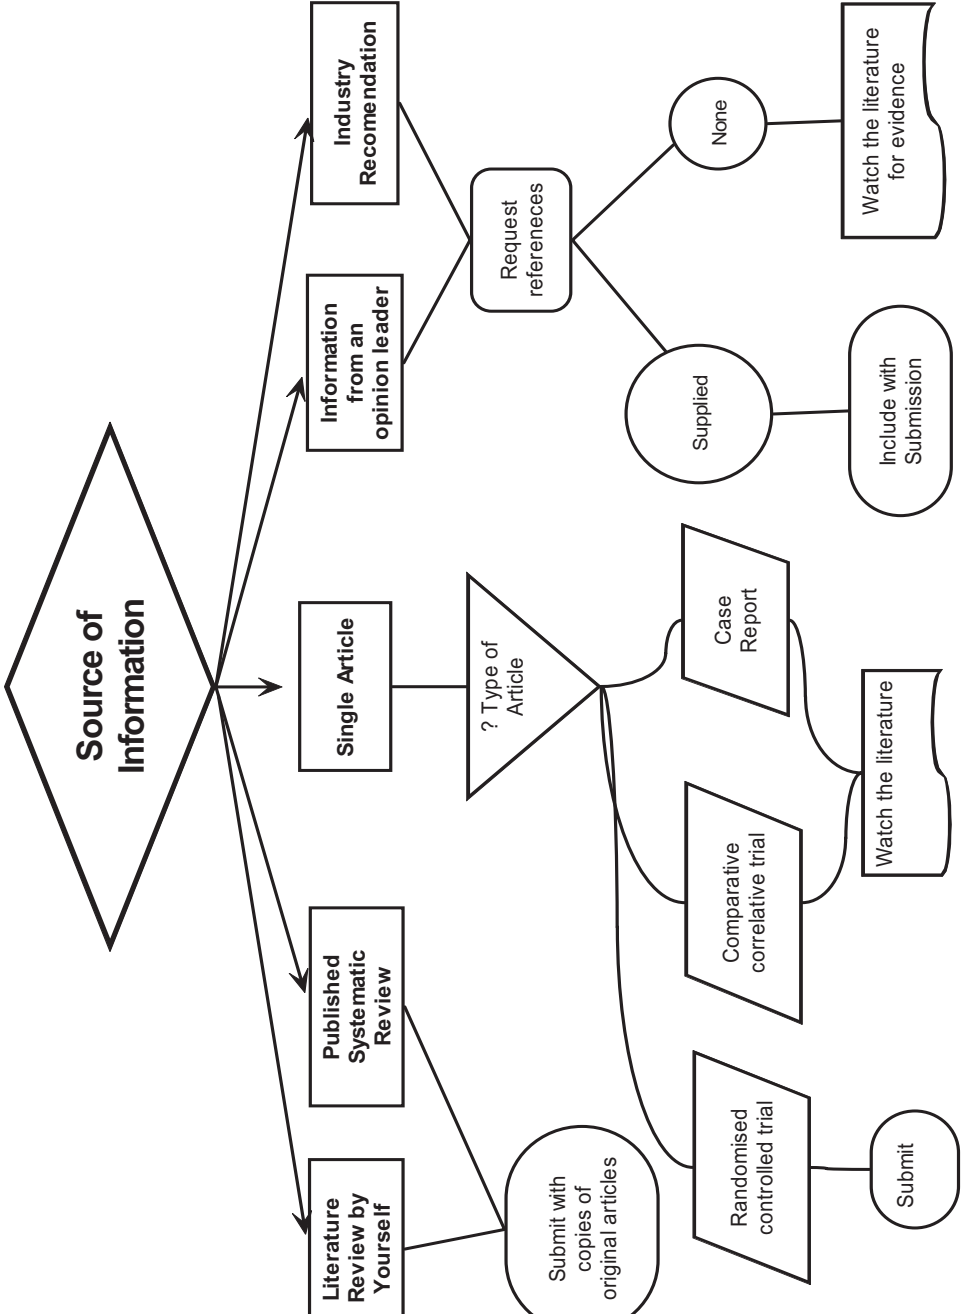 Source of
Information
Literature
Review by
Yourself
Published
Systematic
Review
Single Article
Information
from an
opinion leader
Industry
Recomendation
Submit with
copies of
original articles
? Type of
Article
Request
refereneces
Randomised
controlled trial
Comparative
correlative trial
Case
Report
Supplied
None
Submit
Watch the literature
Include with
Submission
Watch the literature
for evidence